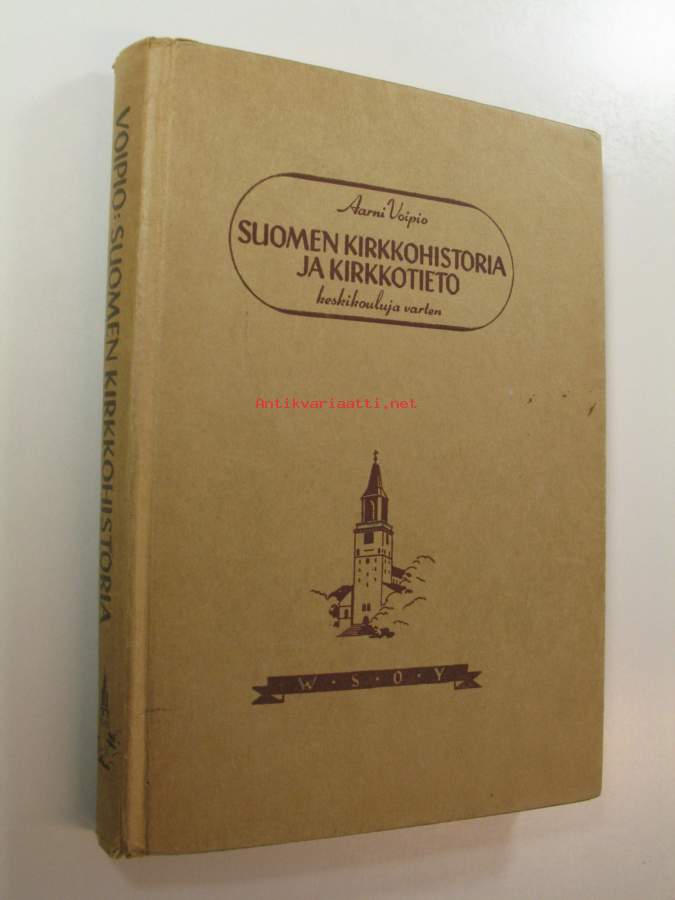 VOIPIO: SUOMEN KIRKKOHISTORIA
Aarni Voipio
SUOMEN KIRKKOHISTORIA
JA KIRKKOTIETO
keskikouluja varten
Antikvariaatti.net
W·S·O·Y